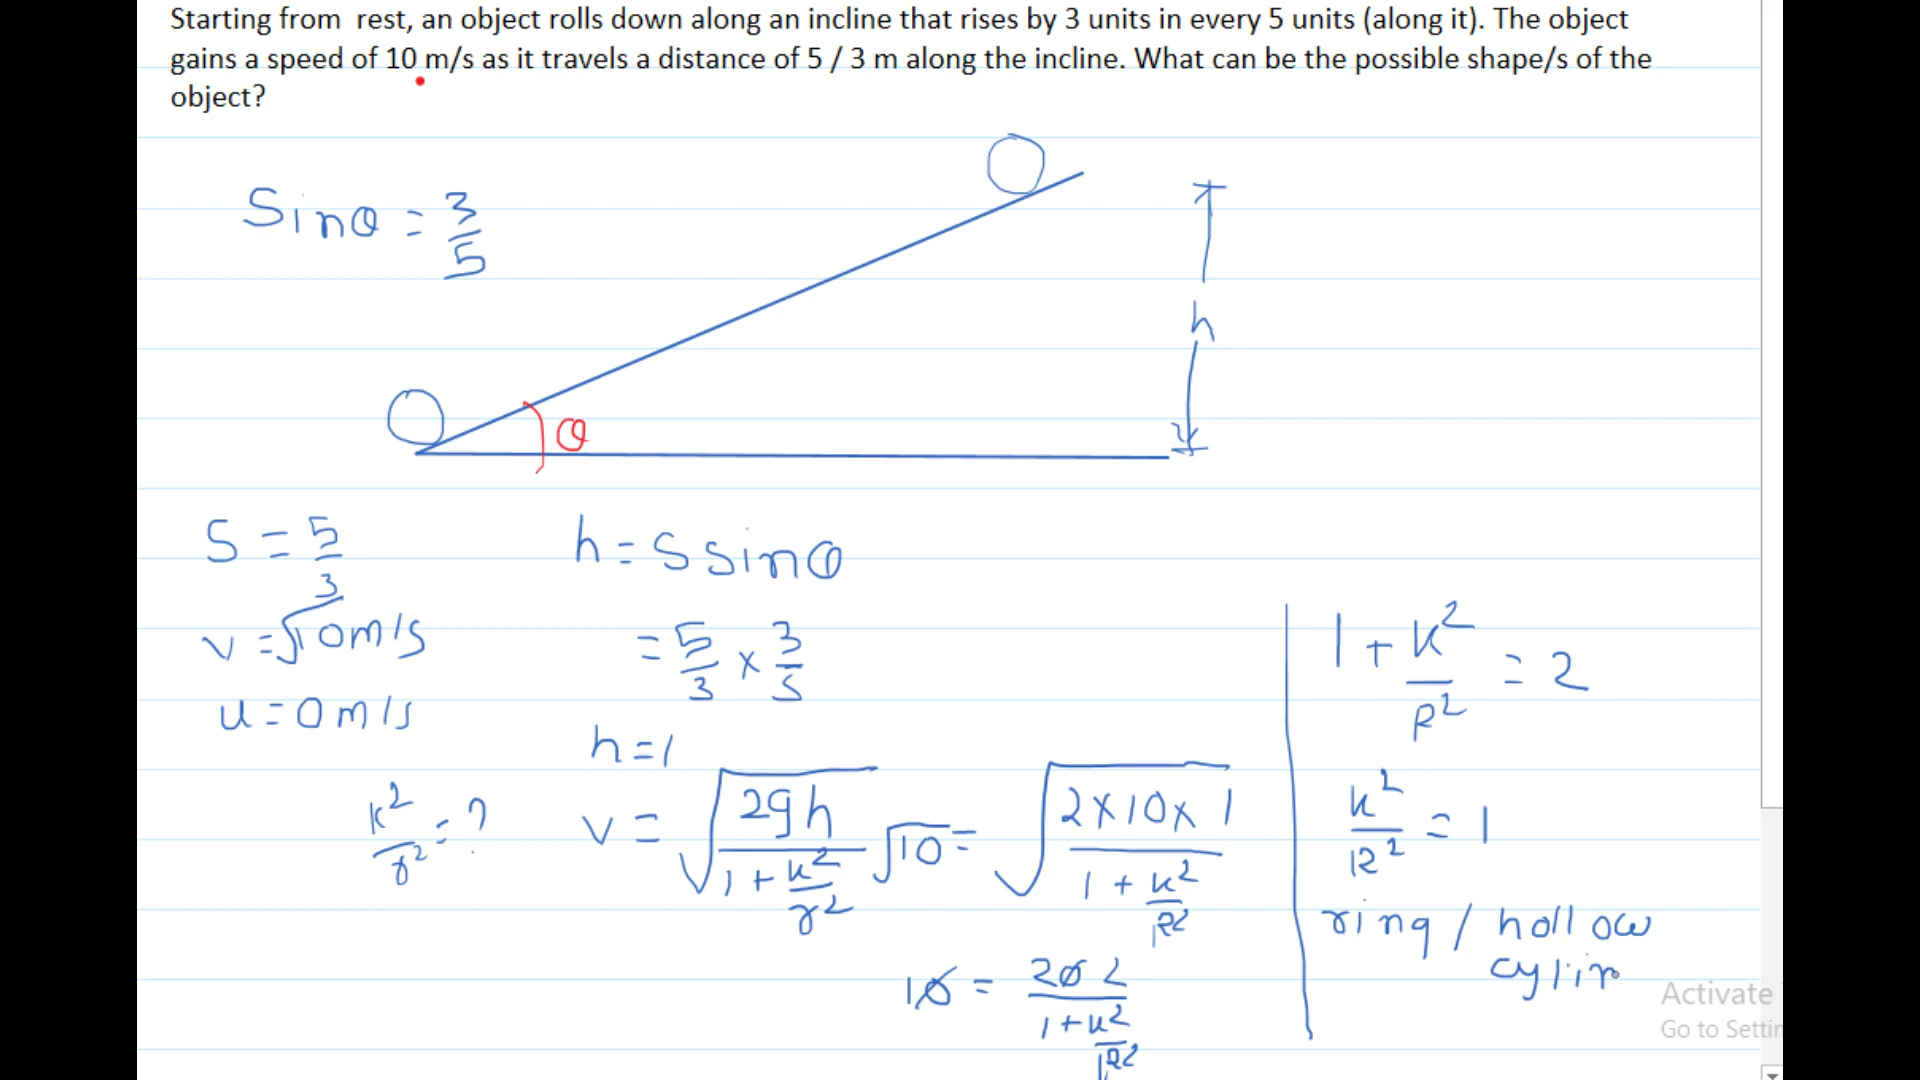 Starting from rest, an object rolls down along an incline that rises by 3 units in every 5 units (along it). The object
gains a speed of 10 m/s as it travels a distance of 5 / 3 m along the incline. What can be the possible shape/s of the
object?
Sinθ = 3/5
h
θ
S = 5/3
h = S sinθ
v = √10 m/s
= 5/3 × 3/5
u = 0 m/s
h = 1
k²/r² = ?
v = √(2gh/(1 + k²/r²))
√10 = √(2×10×1/(1 + k²/R²))
10 = 20 2/(1 + k²/R²)
1 + k²/R² = 2
k²/R² = 1
ring / hollow
cylin
Activate
Go to Settin